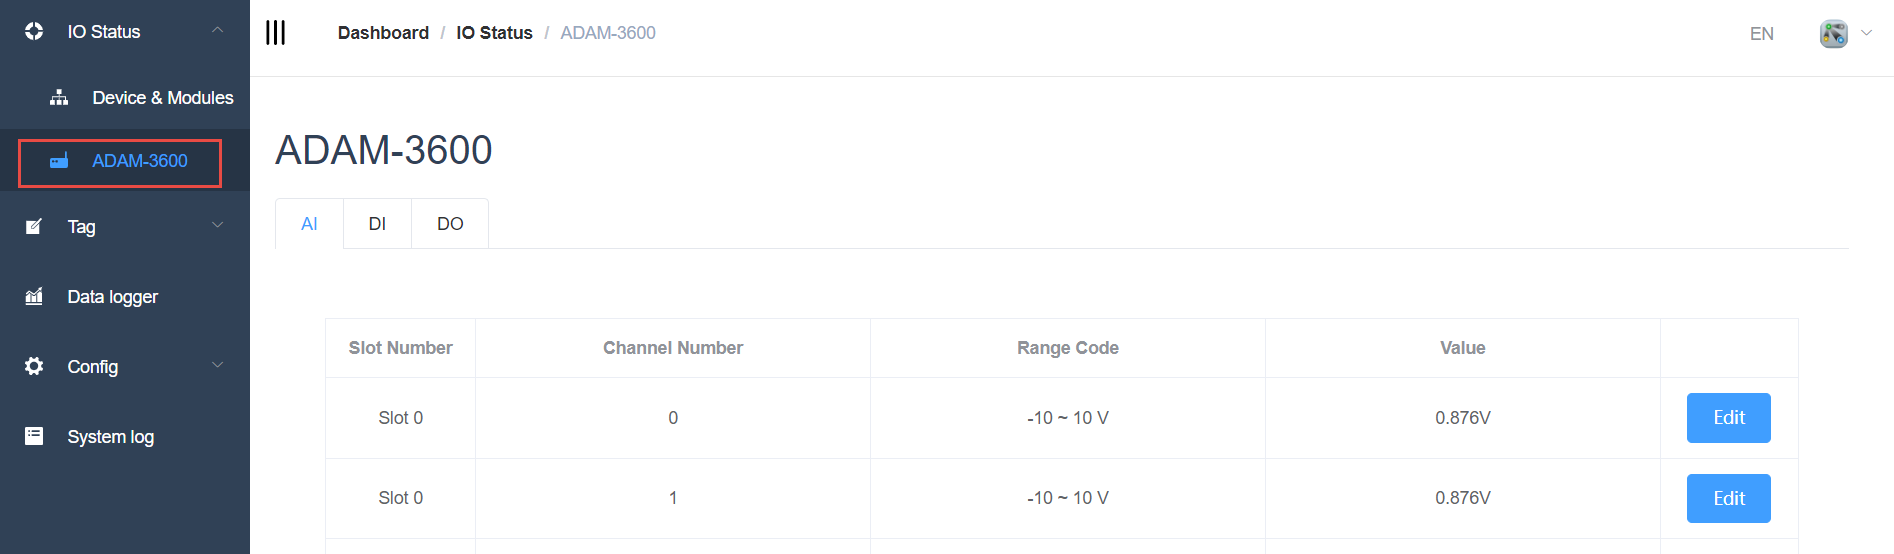 IO Status
Device & Modules
ADAM-3600
Tag
Data logger
Config
System log
Dashboard / IO Status / ADAM-3600
EN
ADAM-3600
AI DI DO
Slot Number Channel Number Range Code Value
Slot 0 0 -10 ~ 10 V 0.876V Edit
Slot 0 1 -10 ~ 10 V 0.876V Edit